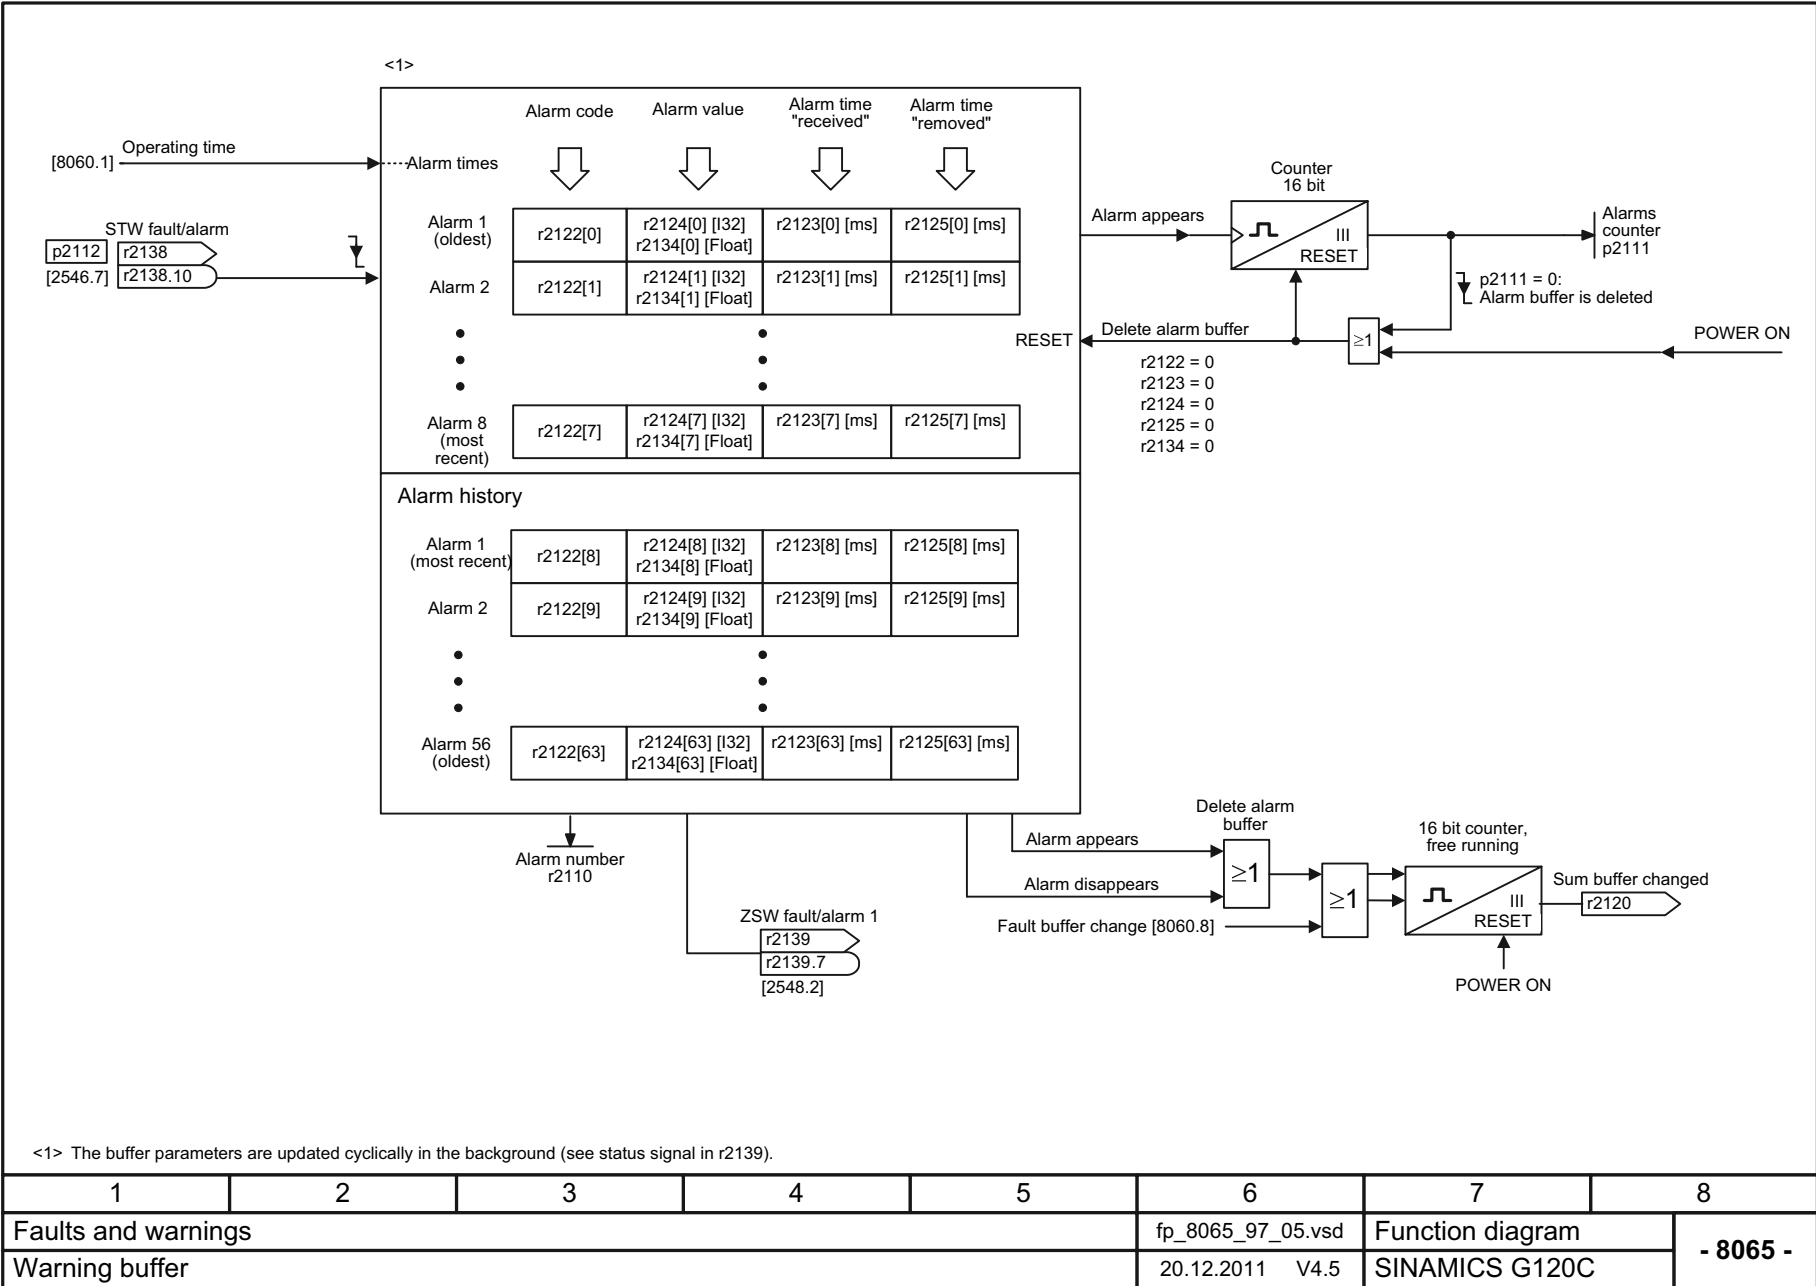 <1>
Alarm code
Alarm value
Alarm time
"received"
Alarm time
"removed"
[8060.1]
Operating time
Alarm times
STW fault/alarm
p2112
r2138
[2546.7]
r2138.10
Alarm 1
(oldest)
r2122[0]
r2124[0] [I32]
r2134[0] [Float]
r2123[0] [ms]
r2125[0] [ms]
Alarm 2
r2122[1]
r2124[1] [I32]
r2134[1] [Float]
r2123[1] [ms]
r2125[1] [ms]
RESET
Alarm 8
(most
recent)
r2122[7]
r2124[7] [I32]
r2134[7] [Float]
r2123[7] [ms]
r2125[7] [ms]
Alarm appears
Counter
16 bit
III
RESET
Alarms
counter
p2111
p2111 = 0:
Alarm buffer is deleted
Delete alarm buffer
≥1
POWER ON
r2122 = 0
r2123 = 0
r2124 = 0
r2125 = 0
r2134 = 0
Alarm history
Alarm 1
(most recent)
r2122[8]
r2124[8] [I32]
r2134[8] [Float]
r2123[8] [ms]
r2125[8] [ms]
Alarm 2
r2122[9]
r2124[9] [I32]
r2134[9] [Float]
r2123[9] [ms]
r2125[9] [ms]
Alarm 56
(oldest)
r2122[63]
r2124[63] [I32]
r2134[63] [Float]
r2123[63] [ms]
r2125[63] [ms]
Alarm number
r2110
ZSW fault/alarm 1
r2139
r2139.7
[2548.2]
Alarm appears
Alarm disappears
Fault buffer change [8060.8]
Delete alarm
buffer
≥1
≥1
16 bit counter,
free running
III
RESET
POWER ON
Sum buffer changed
r2120
<1> The buffer parameters are updated cyclically in the background (see status signal in r2139).
1 2 3 4 5 6 7 8
Faults and warnings
fp_8065_97_05.vsd
Function diagram
- 8065 -
Warning buffer
20.12.2011 V4.5
SINAMICS G120C